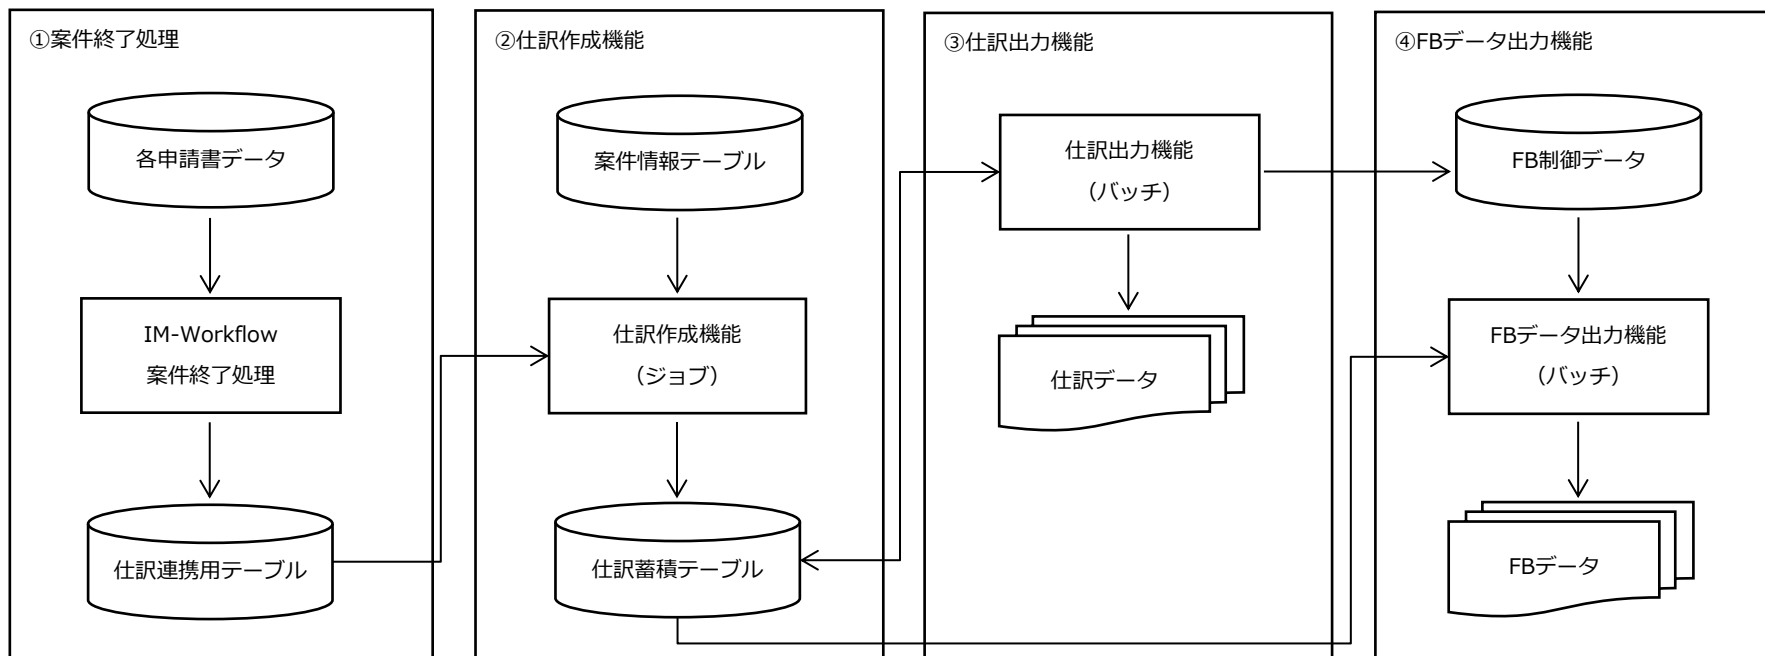 ①案件終了処理
各申請書データ
IM-Workflow
案件終了処理
仕訳連携用テーブル
②仕訳作成機能
案件情報テーブル
仕訳作成機能
（ジョブ）
仕訳蓄積テーブル
③仕訳出力機能
仕訳出力機能
（バッチ）
仕訳データ
④FBデータ出力機能
FB制御データ
FBデータ出力機能
（バッチ）
FBデータ